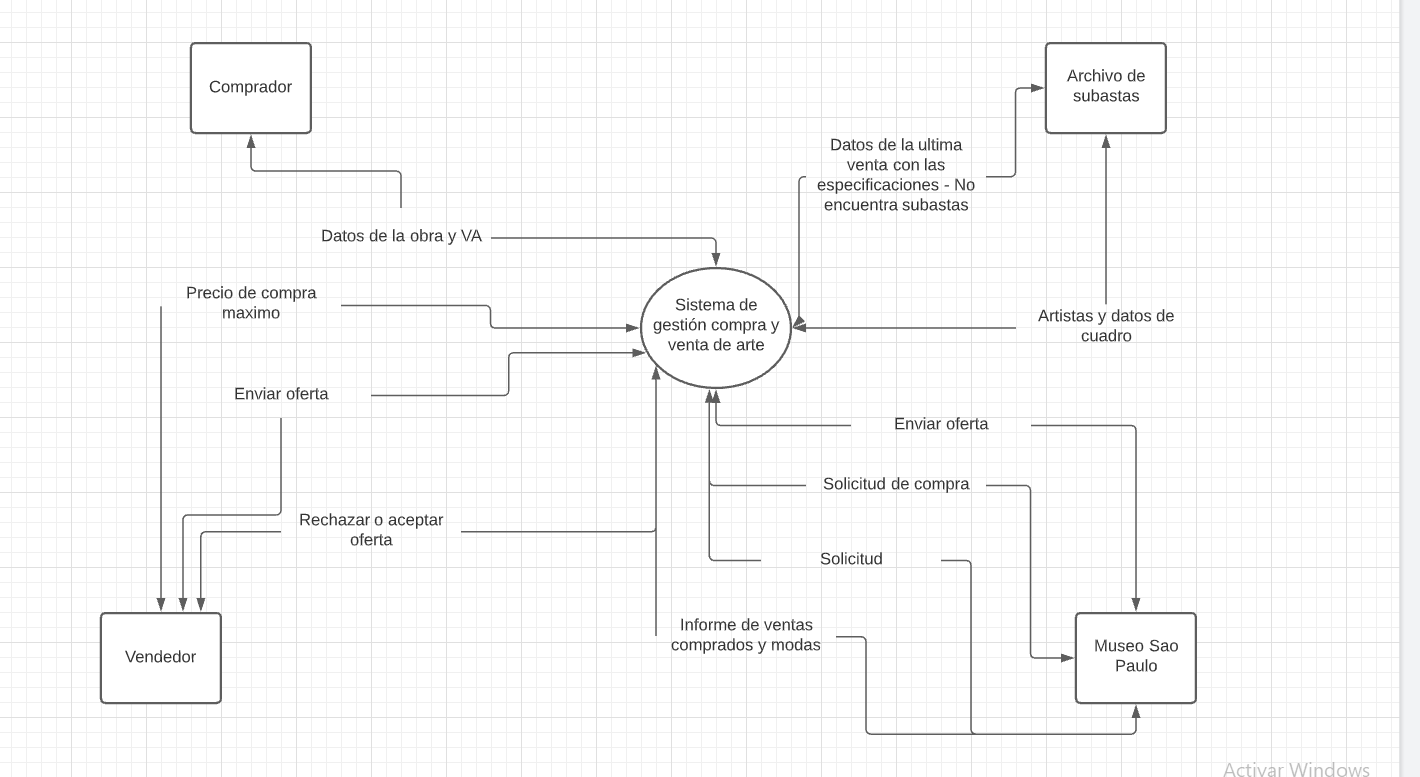 Comprador
Archivo de
subastas
Datos de la ultima
venta con las
especificaciones - No
encuentra subastas
Datos de la obra y VA
Precio de compra
maximo
Sistema de
gestión compra y
venta de arte
Artistas y datos de
cuadro
Enviar oferta
Enviar oferta
Solicitud de compra
Rechazar o aceptar
oferta
Solicitud
Informe de ventas
comprados y modas
Vendedor
Museo Sao
Paulo
Activar Windows